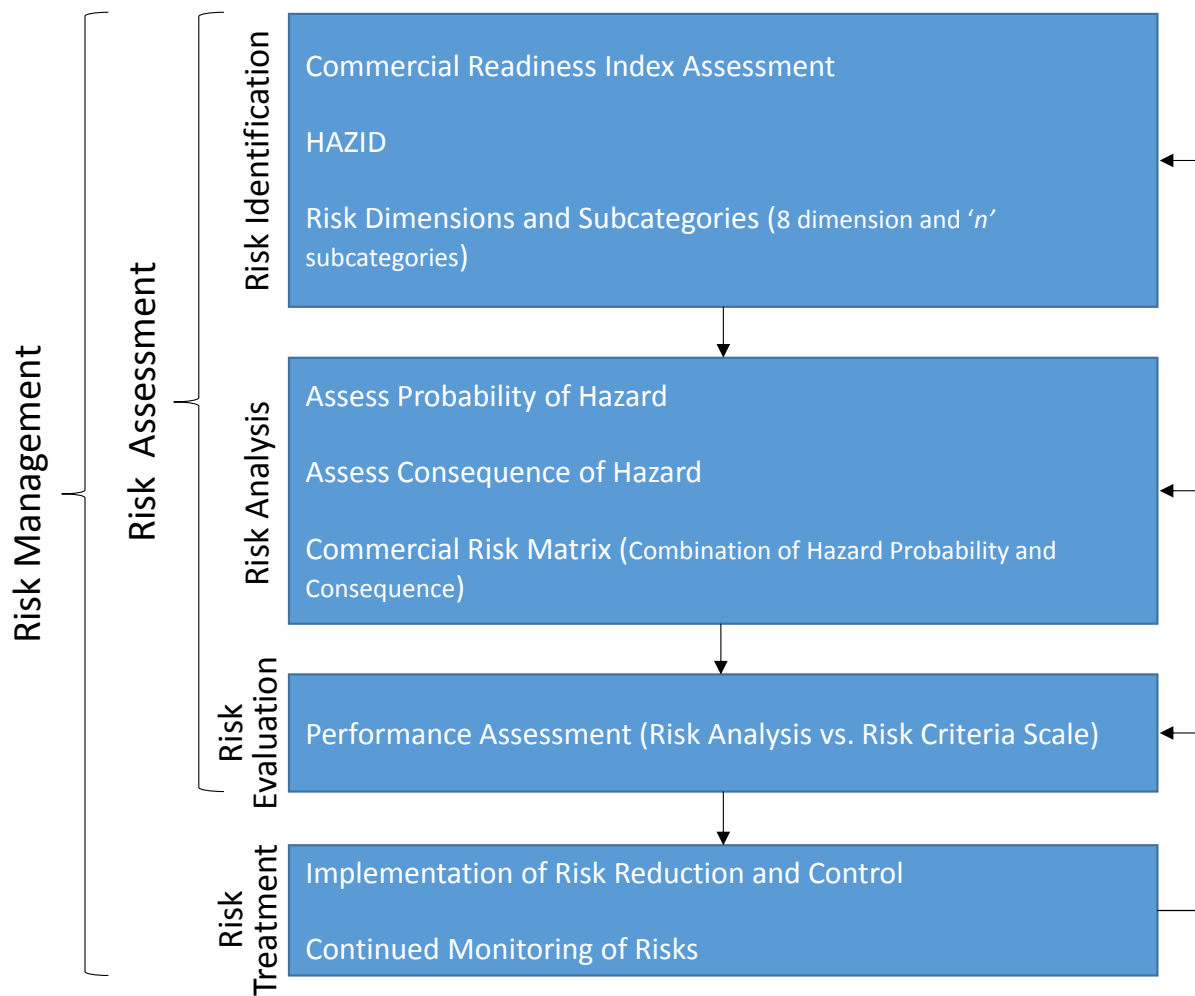 Risk Management
Risk Assessment
Risk Identification
Commercial Readiness Index Assessment
HAZID
Risk Dimensions and Subcategories (8 dimension and ‘n’
subcategories)
Risk Analysis
Assess Probability of Hazard
Assess Consequence of Hazard
Commercial Risk Matrix (Combination of Hazard Probability and
Consequence)
Risk
Evaluation
Performance Assessment (Risk Analysis vs. Risk Criteria Scale)
Risk
Treatment
Implementation of Risk Reduction and Control
Continued Monitoring of Risks